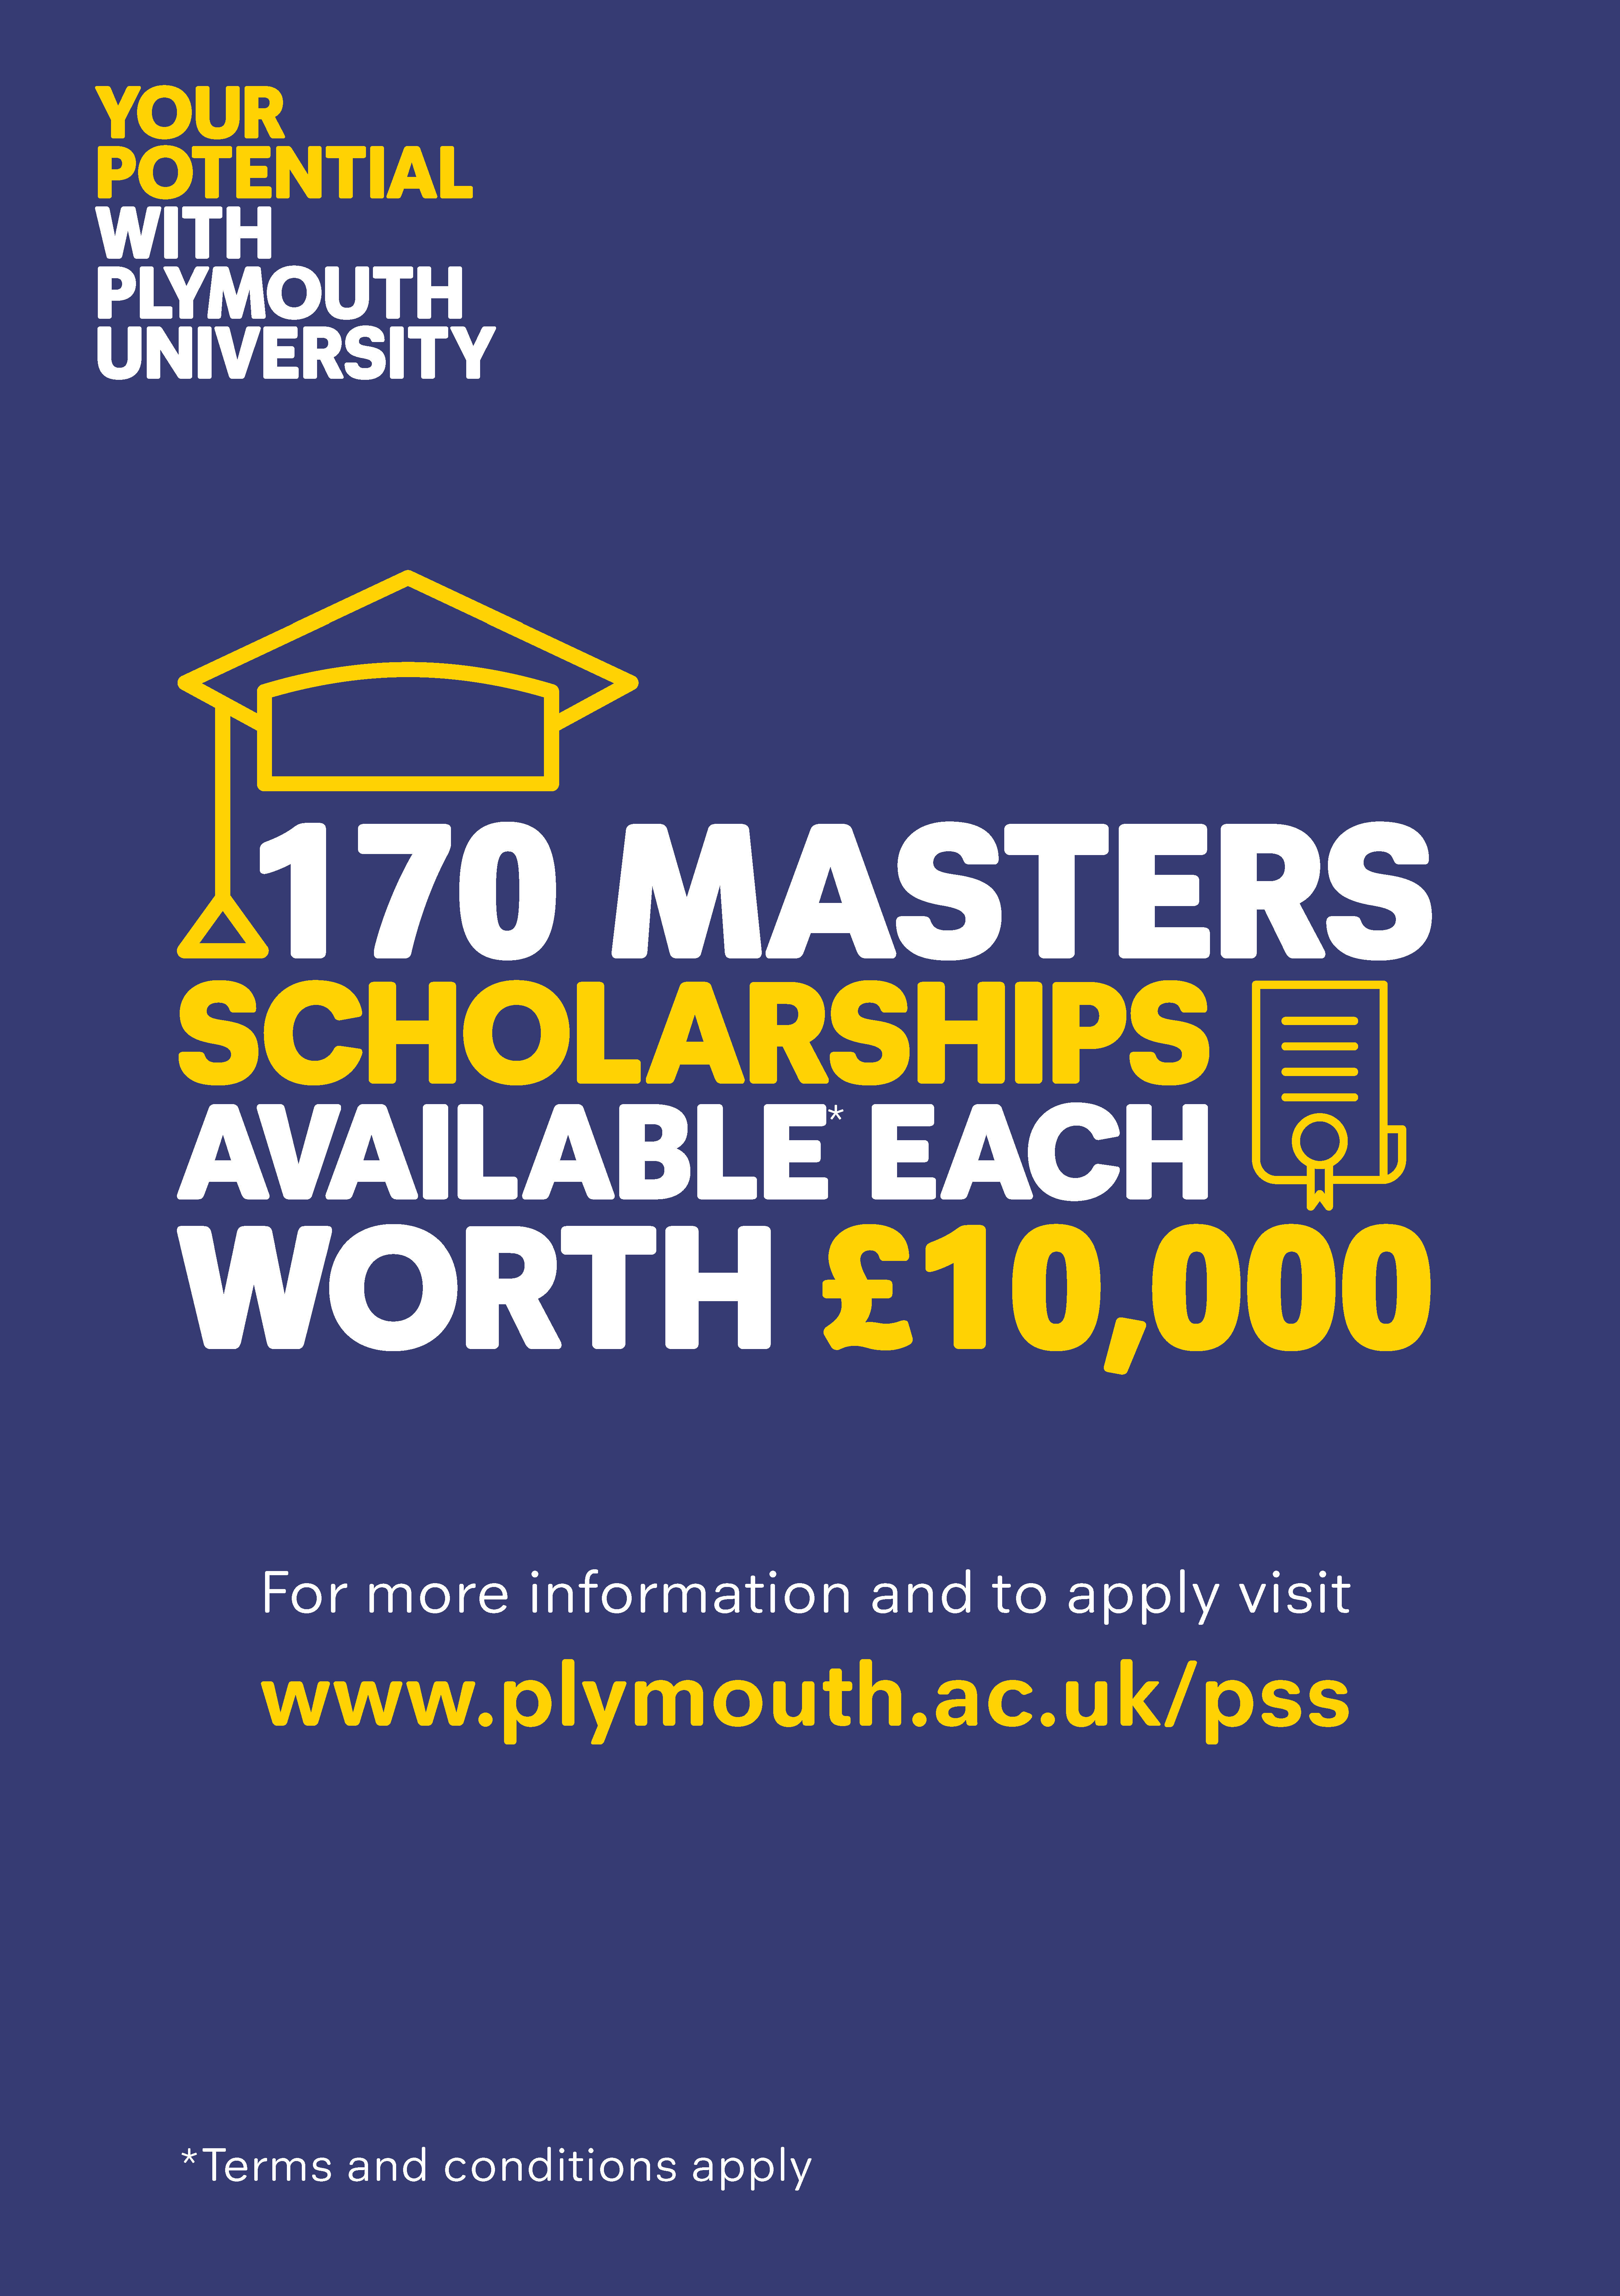 YOUR
POTENTIAL
WITH
PLYMOUTH
UNIVERSITY
170 MASTERS
SCHOLARSHIPS
AVAILABLE* EACH
WORTH £10,000
For more information and to apply visit
www.plymouth.ac.uk/pss
*Terms and conditions apply